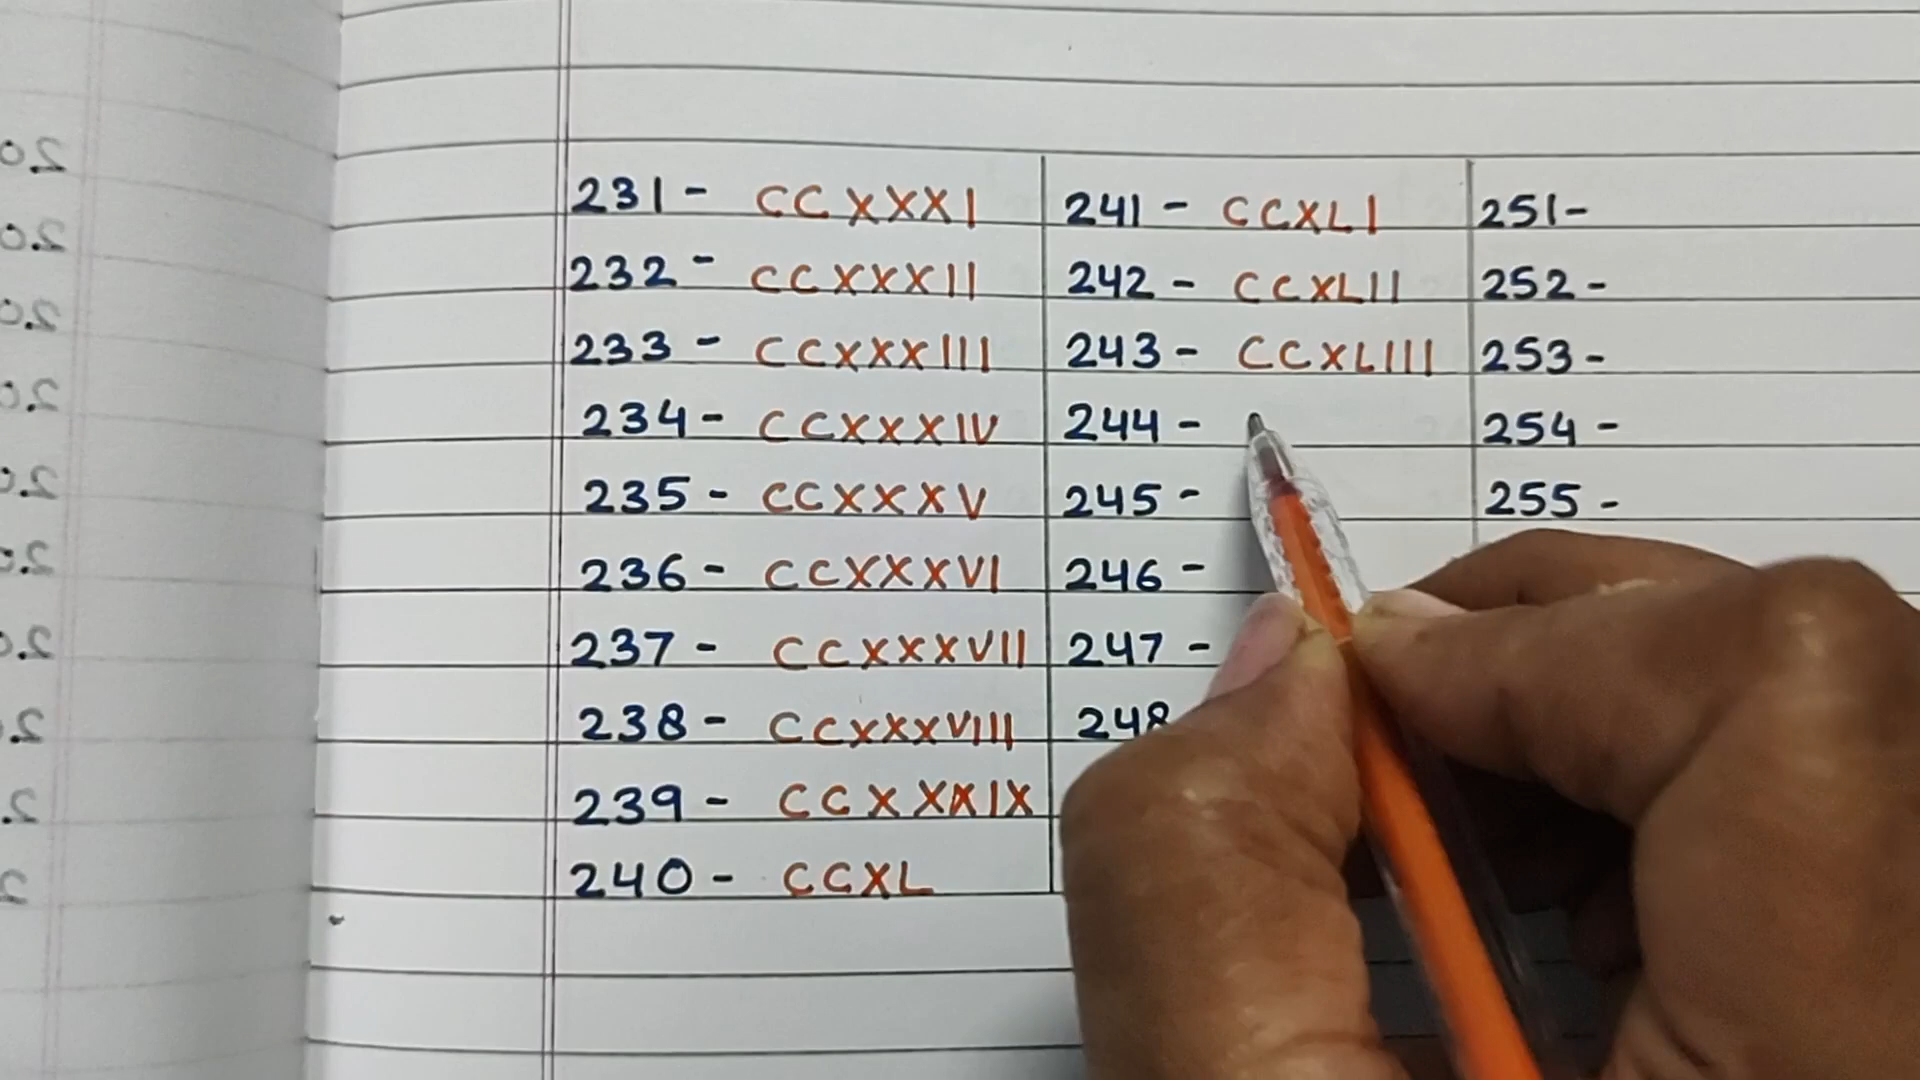 231 - CCXXXI
232 - CCXXXII
233 - CCXXXIII
234 - CCXXXIV
235 - CCXXXV
236 - CCXXXVI
237 - CCXXXVII
238 - CCXXXVIII
239 - CCXXXIX
240 - CCXL
241 - CCXLI
242 - CCXLII
243 - CCXLIII
244 -
245 -
246 -
247 -
248
251 -
252 -
253 -
254 -
255 -